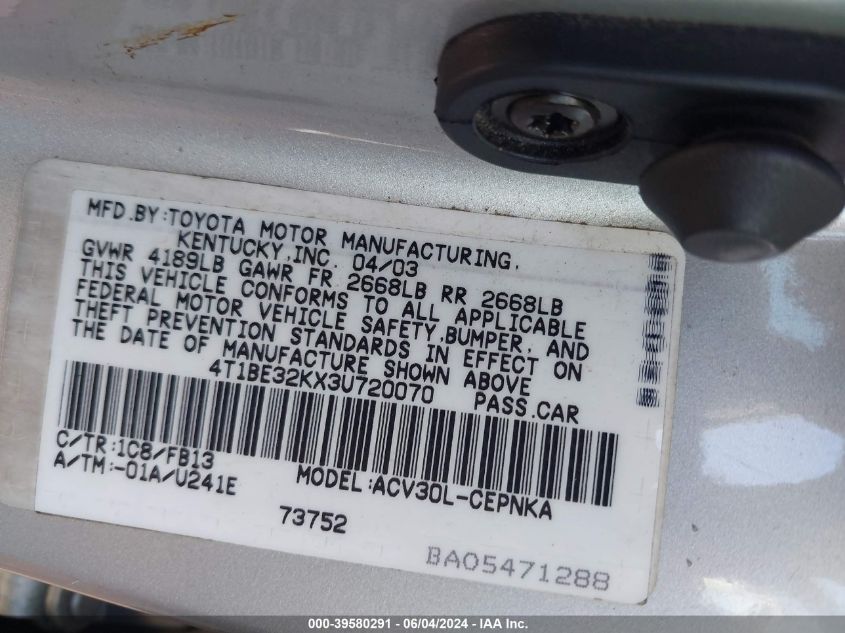 MFD.BY:TOYOTA MOTOR MANUFACTURING,
KENTUCKY,INC. 04/03
GVWR 4189LB GAWR FR 2668LB RR 2668LB
THIS VEHICLE CONFORMS TO ALL APPLICABLE
FEDERAL MOTOR VEHICLE SAFETY,BUMPER, AND
THEFT PREVENTION STANDARDS IN EFFECT ON
THE DATE OF MANUFACTURE SHOWN ABOVE
4T1BE32KX3U720070 PASS.CAR
C/TR:1C8/FB13
A/TM:-01A/U241E MODEL:ACV30L-CEPNKA
73752
BA05471288
000-39580291 - 06/04/2024 - IAA Inc.